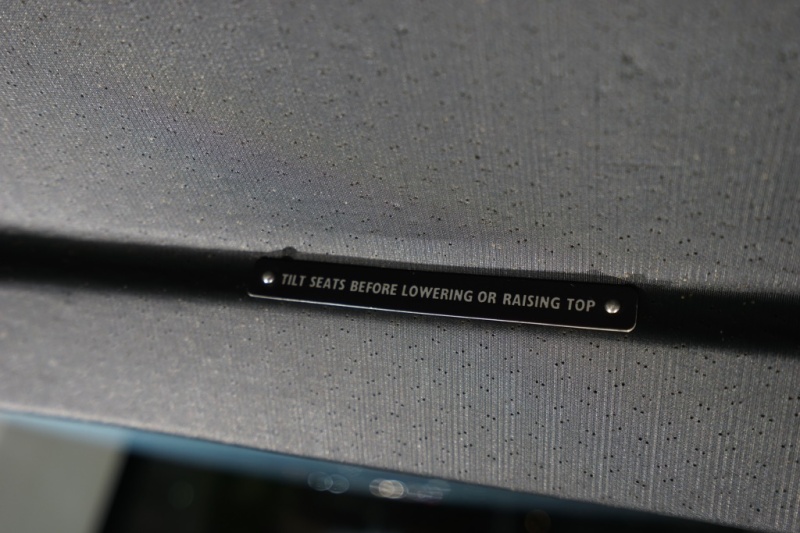 TILT SEATS BEFORE LOWERING OR RAISING TOP